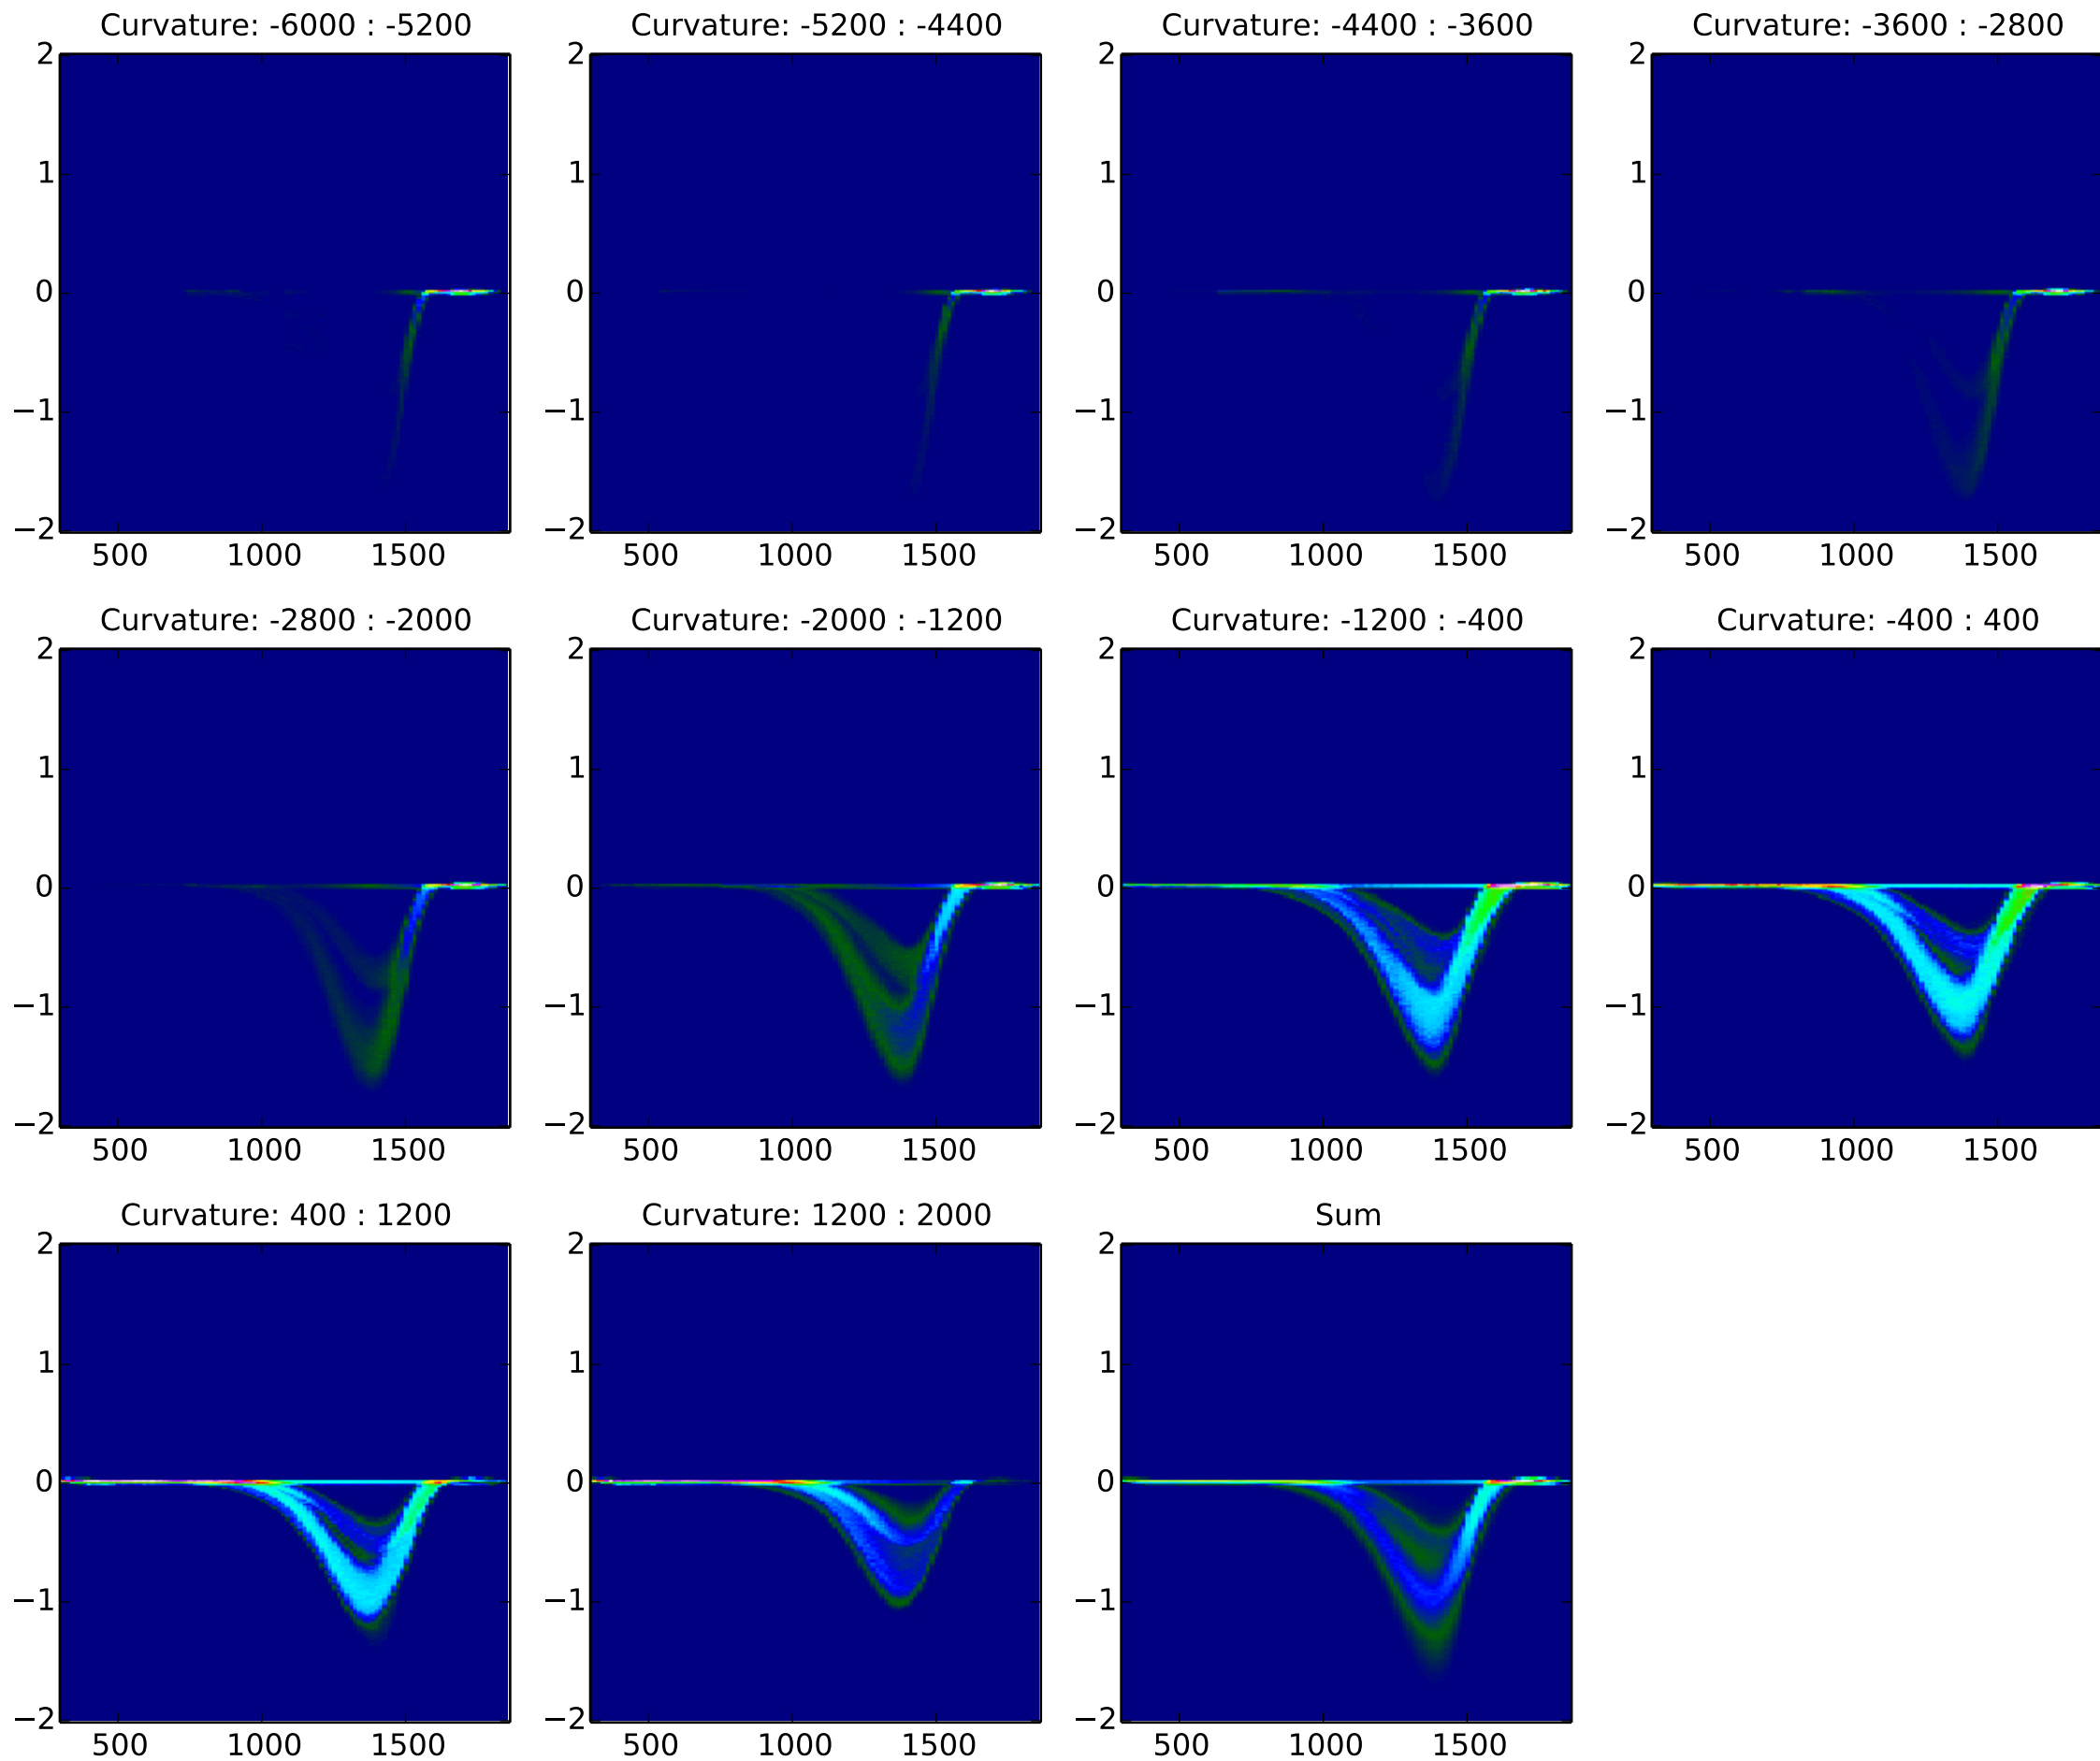 Curvature: -6000 : -5200
Curvature: -5200 : -4400
Curvature: -4400 : -3600
Curvature: -3600 : -2800
2 2 2 2
1 1 1 1
0 0 0 0
−1 −1 −1 −1
−2 −2 −2 −2
500 1000 1500 500 1000 1500 500 1000 1500 500 1000 1500
Curvature: -2800 : -2000
Curvature: -2000 : -1200
Curvature: -1200 : -400
Curvature: -400 : 400
2 2 2 2
1 1 1 1
0 0 0 0
−1 −1 −1 −1
−2 −2 −2 −2
500 1000 1500 500 1000 1500 500 1000 1500 500 1000 1500
Curvature: 400 : 1200
Curvature: 1200 : 2000
Sum
2 2 2
1 1 1
0 0 0
−1 −1 −1
−2 −2 −2
500 1000 1500 500 1000 1500 500 1000 1500